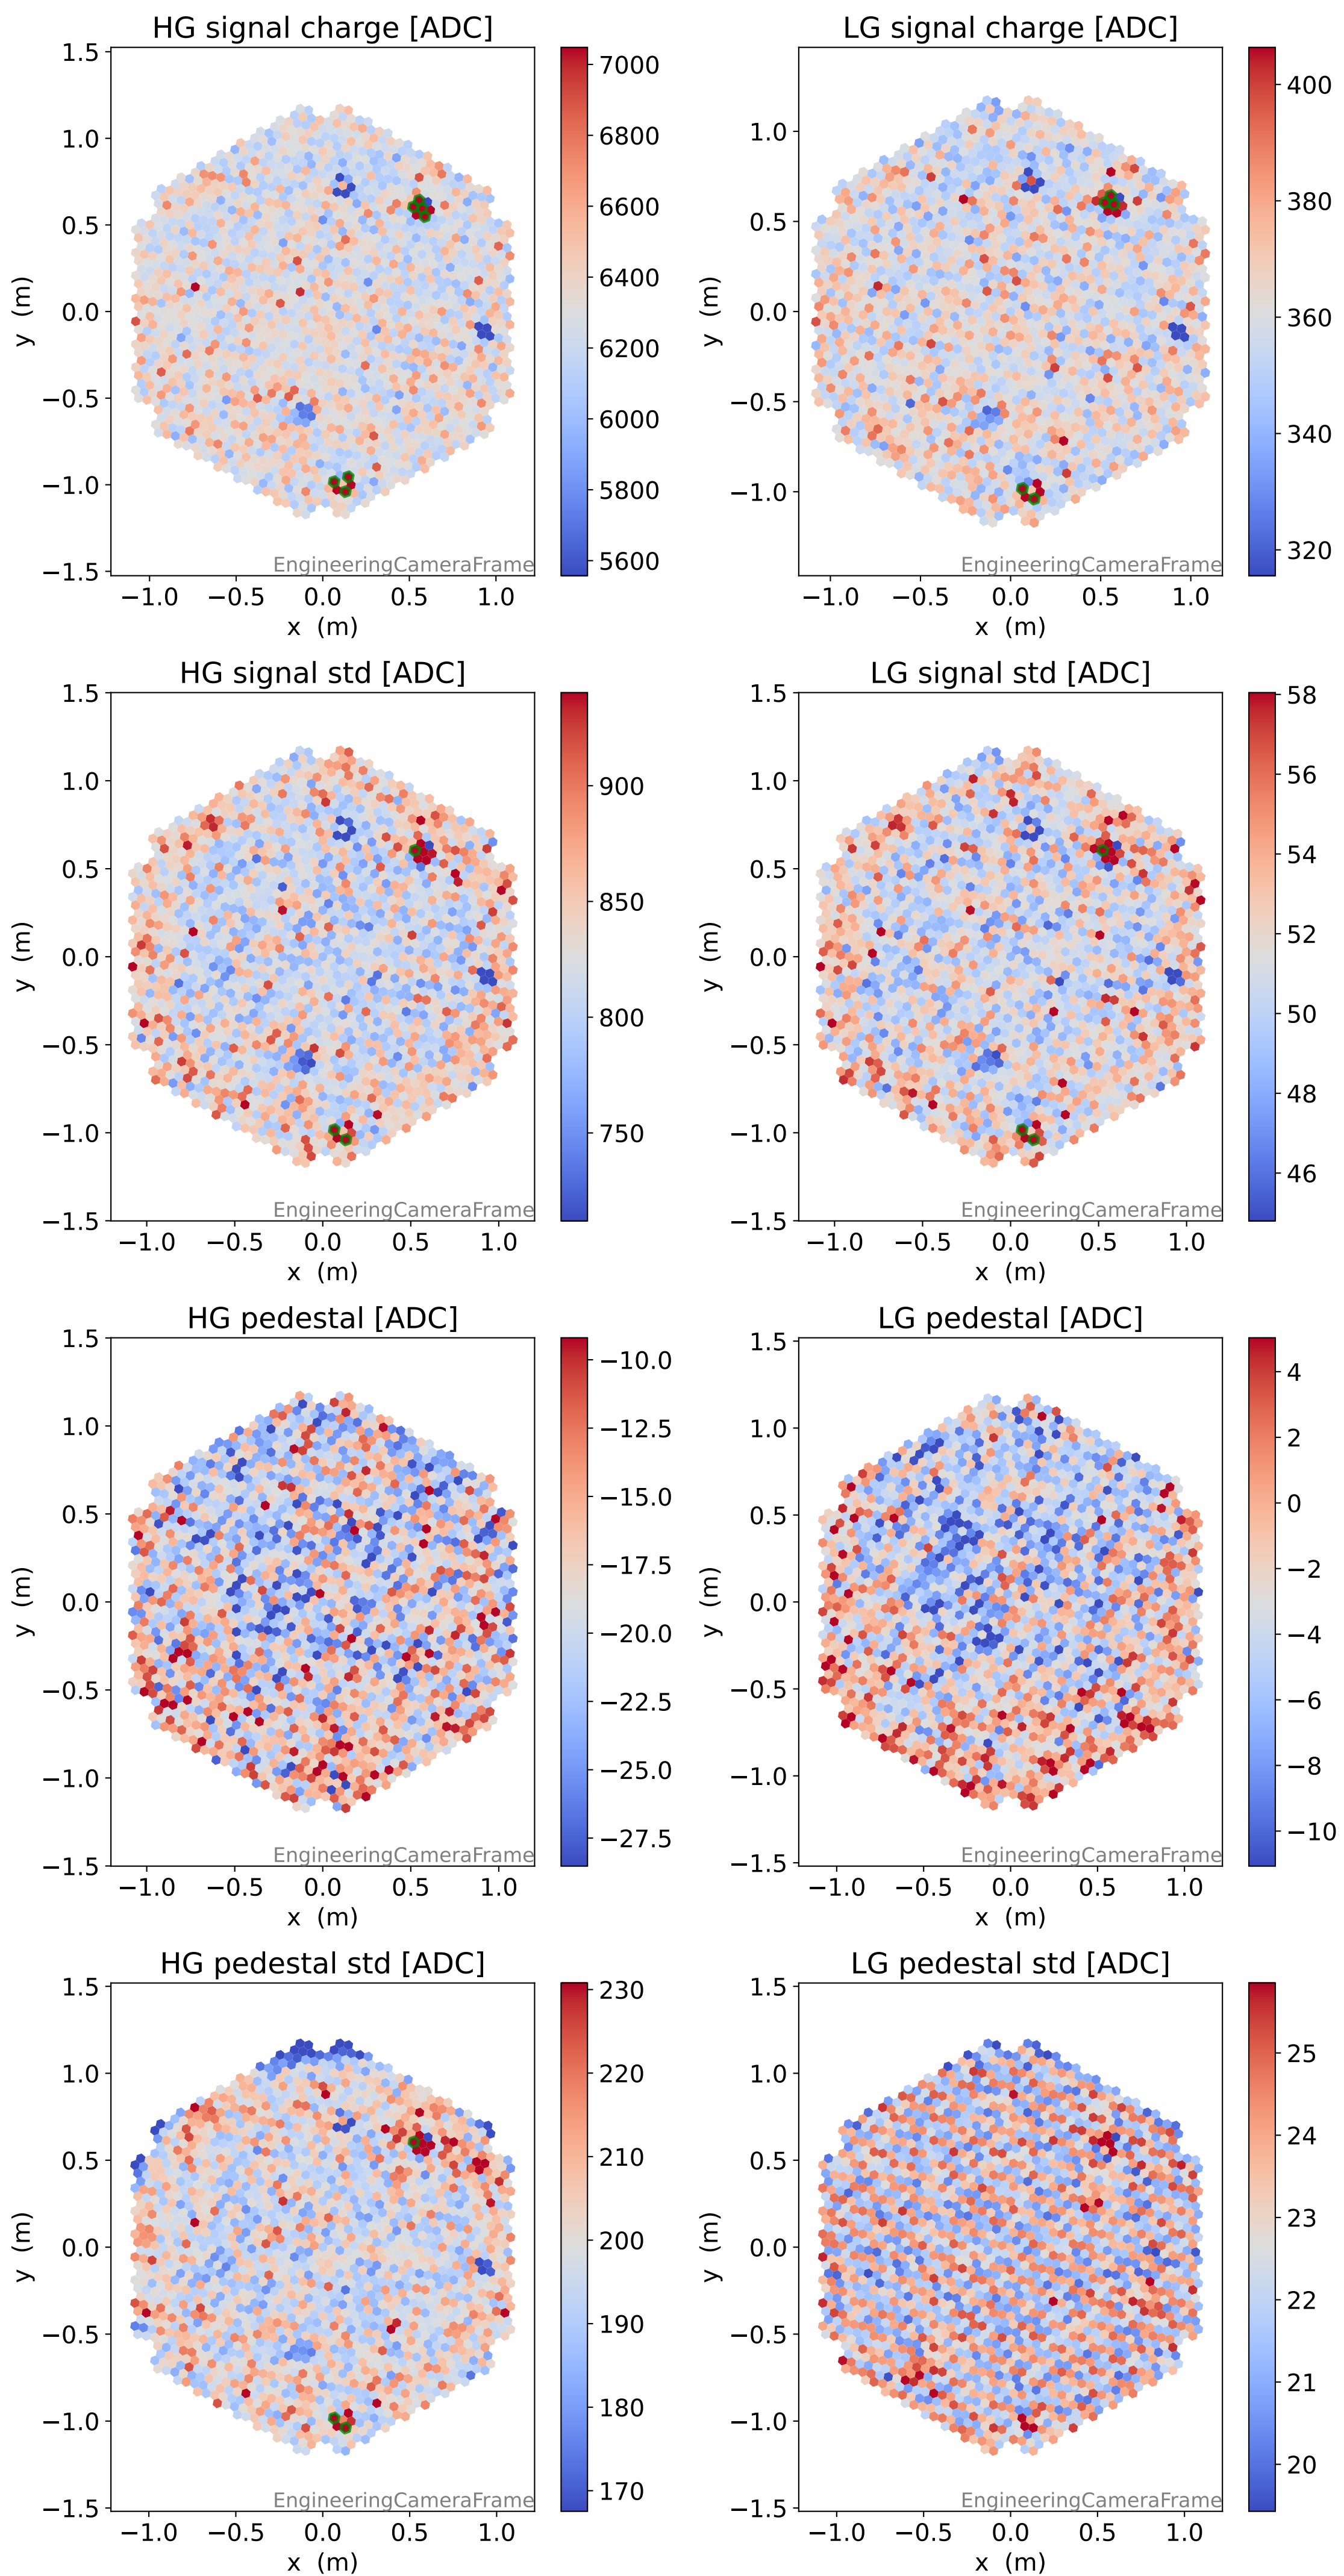 HG signal charge [ADC]
LG signal charge [ADC]
1.5
1.0
0.5
0.0
−0.5
−1.0
−1.5
y (m)
−1.0 −0.5 0.0 0.5 1.0
x (m)
EngineeringCameraFrame
7000
6800
6600
6400
6200
6000
5800
5600
1.0
0.5
0.0
−0.5
−1.0
y (m)
−1.0 −0.5 0.0 0.5 1.0
x (m)
EngineeringCameraFrame
400
380
360
340
320
HG signal std [ADC]
LG signal std [ADC]
1.5
1.0
0.5
0.0
−0.5
−1.0
−1.5
y (m)
−1.0 −0.5 0.0 0.5 1.0
x (m)
EngineeringCameraFrame
900
850
800
750
1.5
1.0
0.5
0.0
−0.5
−1.0
−1.5
y (m)
−1.0 −0.5 0.0 0.5 1.0
x (m)
EngineeringCameraFrame
58
56
54
52
50
48
46
HG pedestal [ADC]
LG pedestal [ADC]
1.5
1.0
0.5
0.0
−0.5
−1.0
−1.5
y (m)
−1.0 −0.5 0.0 0.5 1.0
x (m)
EngineeringCameraFrame
−10.0
−12.5
−15.0
−17.5
−20.0
−22.5
−25.0
−27.5
1.5
1.0
0.5
0.0
−0.5
−1.0
−1.5
y (m)
−1.0 −0.5 0.0 0.5 1.0
x (m)
EngineeringCameraFrame
4
2
0
−2
−4
−6
−8
−10
HG pedestal std [ADC]
LG pedestal std [ADC]
1.5
1.0
0.5
0.0
−0.5
−1.0
−1.5
y (m)
−1.0 −0.5 0.0 0.5 1.0
x (m)
EngineeringCameraFrame
230
220
210
200
190
180
170
1.5
1.0
0.5
0.0
−0.5
−1.0
−1.5
y (m)
−1.0 −0.5 0.0 0.5 1.0
x (m)
EngineeringCameraFrame
25
24
23
22
21
20